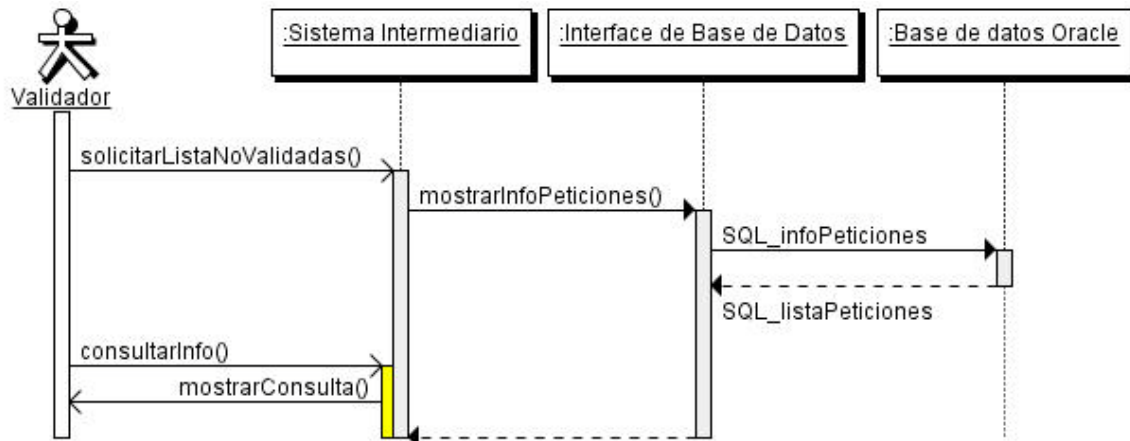 :Sistema Intermediario
:Interface de Base de Datos
:Base de datos Oracle
Validador
solicitarListaNoValidadas()
mostrarInfoPeticiones()
SQL_infoPeticiones
SQL_listaPeticiones
consultarInfo()
mostrarConsulta()